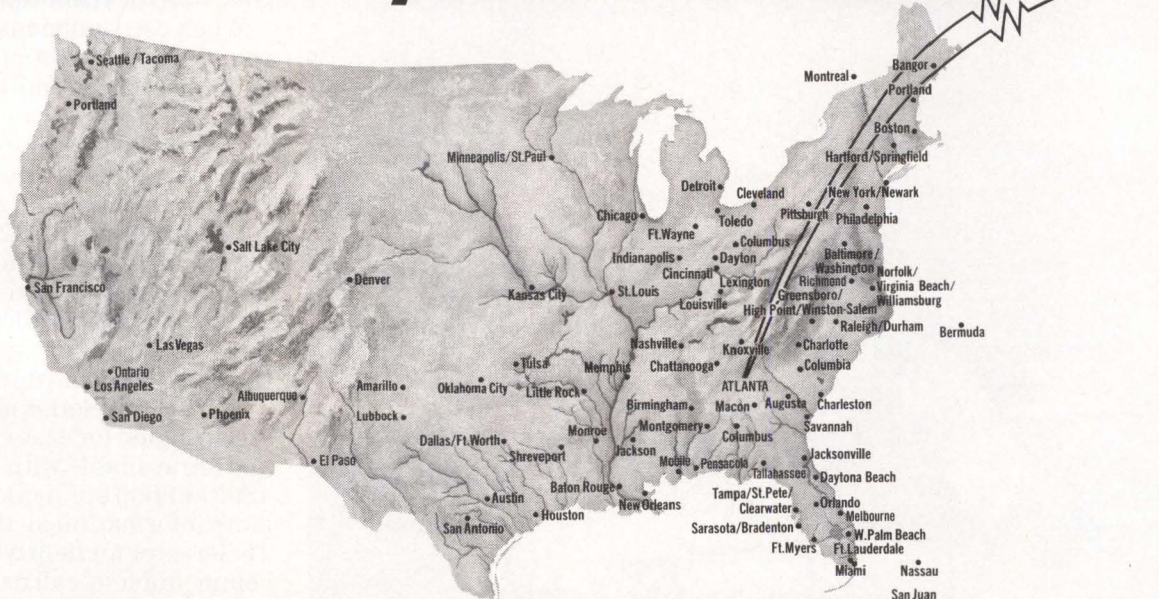 Seattle / Tacoma
Portland
San Francisco
Salt Lake City
Las Vegas
Ontario
Los Angeles
San Diego
Phoenix
Albuquerque
El Paso
Denver
Amarillo
Lubbock
Minneapolis/St.Paul
Kansas City
St.Louis
Tulsa
Oklahoma City
Little Rock
Memphis
Dallas/Ft.Worth
Shreveport
Monroe
Jackson
Austin
San Antonio
Houston
Baton Rouge
New Orleans
Chicago
Detroit
Cleveland
Toledo
Ft.Wayne
Columbus
Indianapolis
Dayton
Cincinnati
Lexington
Louisville
Nashville
Knoxville
Chattanooga
ATLANTA
Birmingham
Macon
Augusta
Montgomery
Columbus
Mobile
Pensacola
Tallahassee
Montreal
Bangor
Portland
Boston
Hartford/Springfield
New York/Newark
Pittsburgh
Philadelphia
Baltimore/
Washington
Richmond
Norfolk/
Virginia Beach/
Williamsburg
Greensboro/
High Point/Winston-Salem
Raleigh/Durham
Bermuda
Charlotte
Columbia
Charleston
Savannah
Jacksonville
Daytona Beach
Orlando
Melbourne
Tampa/St.Pete/
Clearwater
Sarasota/Bradenton
Ft.Myers
W.Palm Beach
Ft.Lauderdale
Miami
Nassau
San Juan